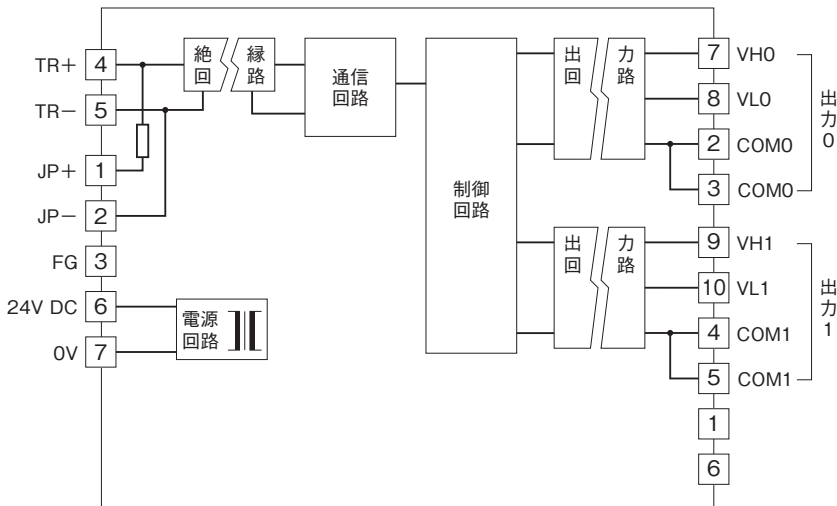 TR+ 4
TR− 5
JP+ 1
JP− 2
FG 3
24V DC 6
0V 7
絶縁
回路
通信
回路
電源
回路
制御
回路
出力
回路
出力
回路
7 VH0
8 VL0
2 COM0
3 COM0
出力0
9 VH1
10 VL1
4 COM1
5 COM1
出力1
1
6